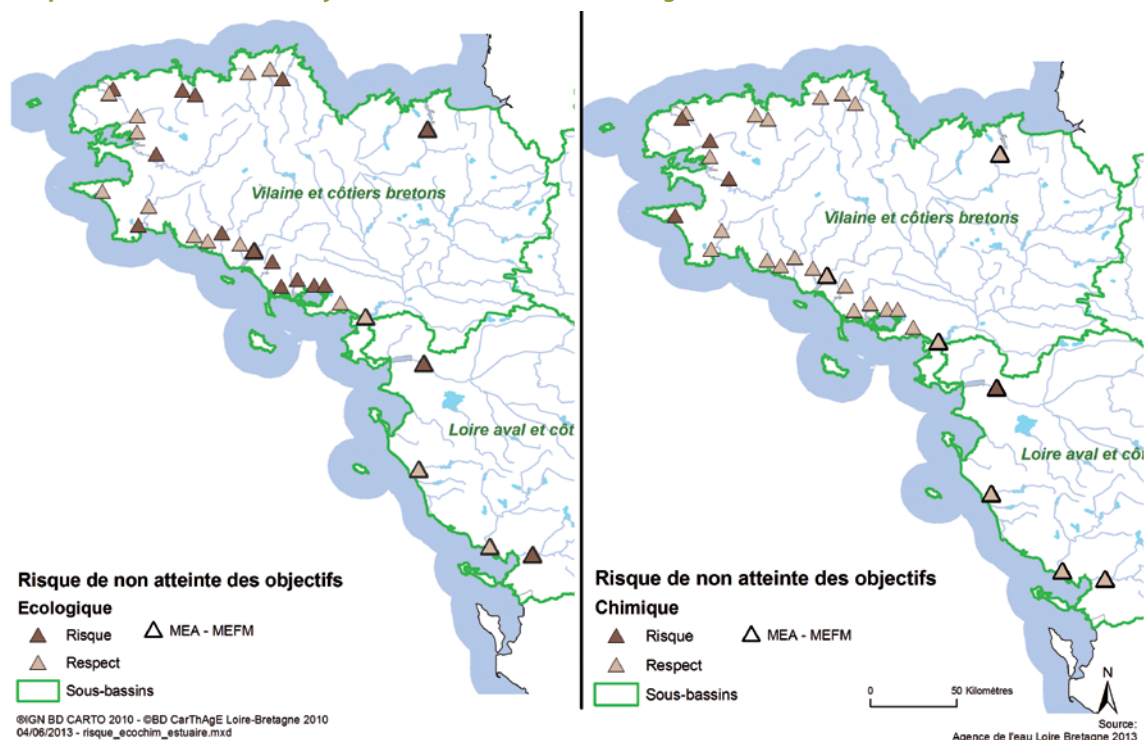 Vilaine et côtiers bretons
Loire aval et côt
Risque de non atteinte des objectifs
Ecologique
Risque
MEA - MEFM
Respect
Sous-bassins
©IGN BD CARTO 2010 - ©BD CarThAgE Loire-Bretagne 2010
04/06/2013 - risque_ecochim_estuaire.mxd
Vilaine et côtiers bretons
Loire aval et côt
Risque de non atteinte des objectifs
Chimique
Risque
MEA - MEFM
Respect
Sous-bassins
0 50 Kilomètres
N
Source:
Agence de l'eau Loire Bretagne 2013